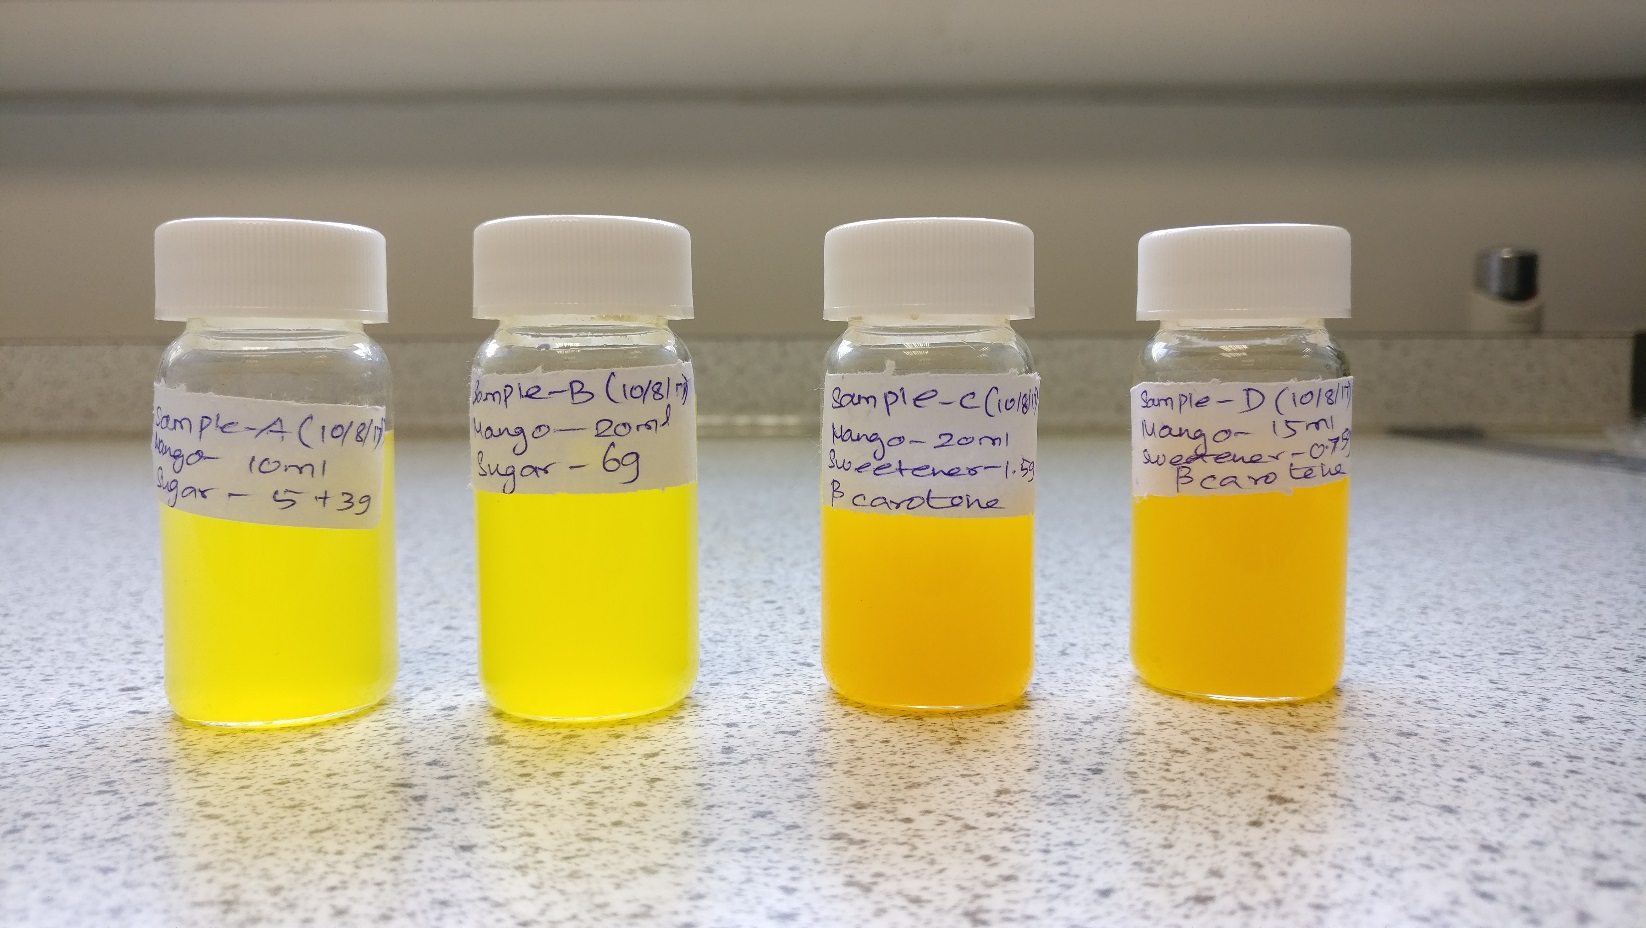 Sample-A (10/8/17)
Mango- 10ml
Sugar - 5+3g
Sample-B (10/8/17)
Mango-20ml
Sugar - 6g
Sample-C (10/8/17)
Mango-20ml
Sweetener-1.5g
β carotene
Sample-D (10/8/17)
Mango- 15ml
Sweetener-0.75g
β carotene